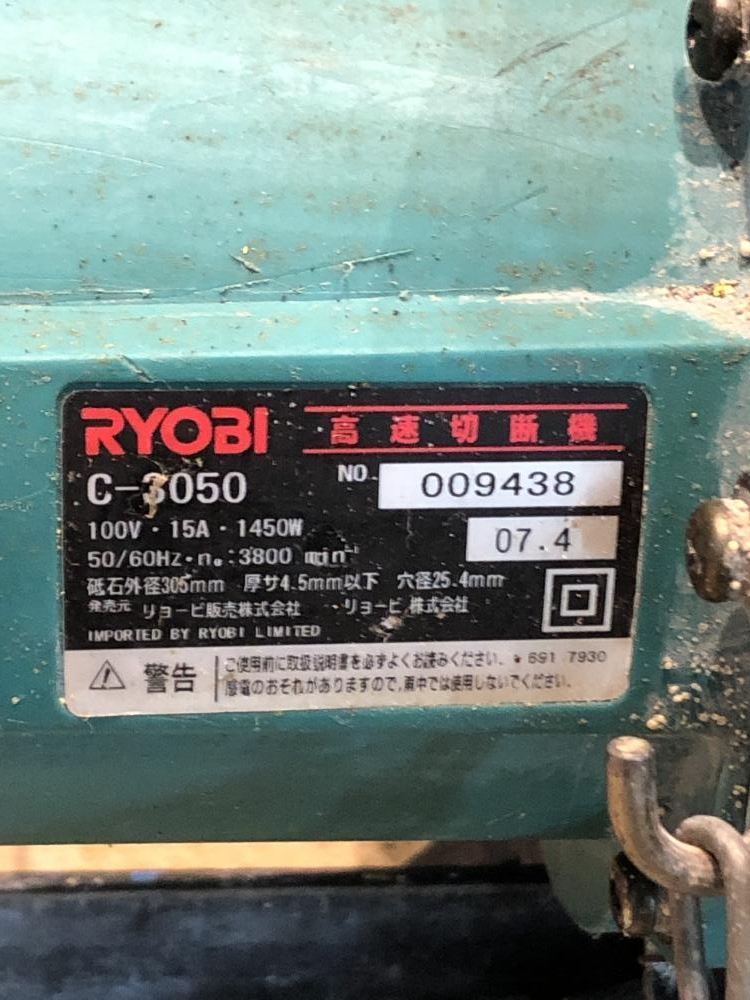 RYOBI 高速切断機
C-3050 NO. 009438
100V・15A・1450W
07.4
50/60Hz・n₀:3800 min⁻¹
砥石外径305mm 厚サ4.5mm以下 穴径25.4mm
発売元 リョービ販売株式会社 リョービ 株式会社
IMPORTED BY RYOBI LIMITED
警告
ご使用前に取扱説明書を必ずよくお読みください。 691 7930
感電のおそれがありますので,雨中では使用しないでください。